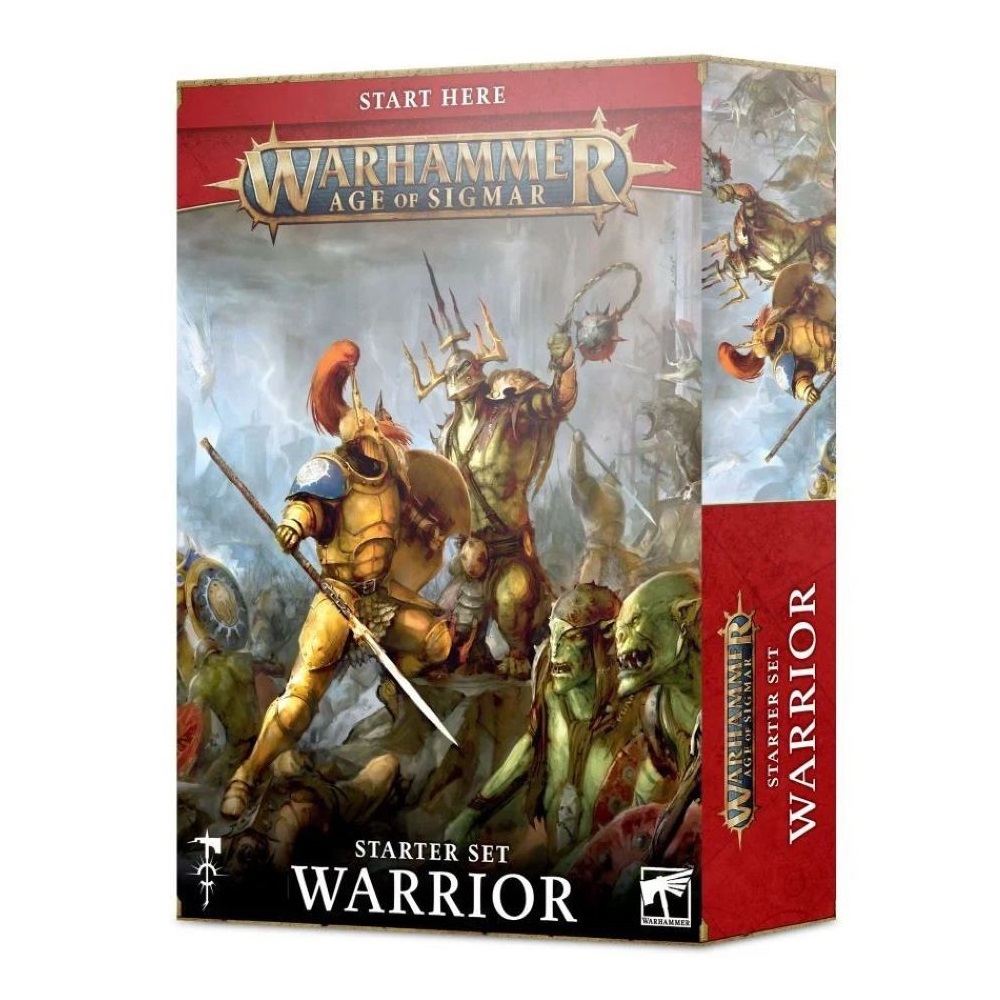 START HERE
WARHAMMER
AGE OF SIGMAR
STARTER SET
WARRIOR
WARHAMMER
WARHAMMER
AGE OF SIGMAR
STARTER SET
WARRIOR